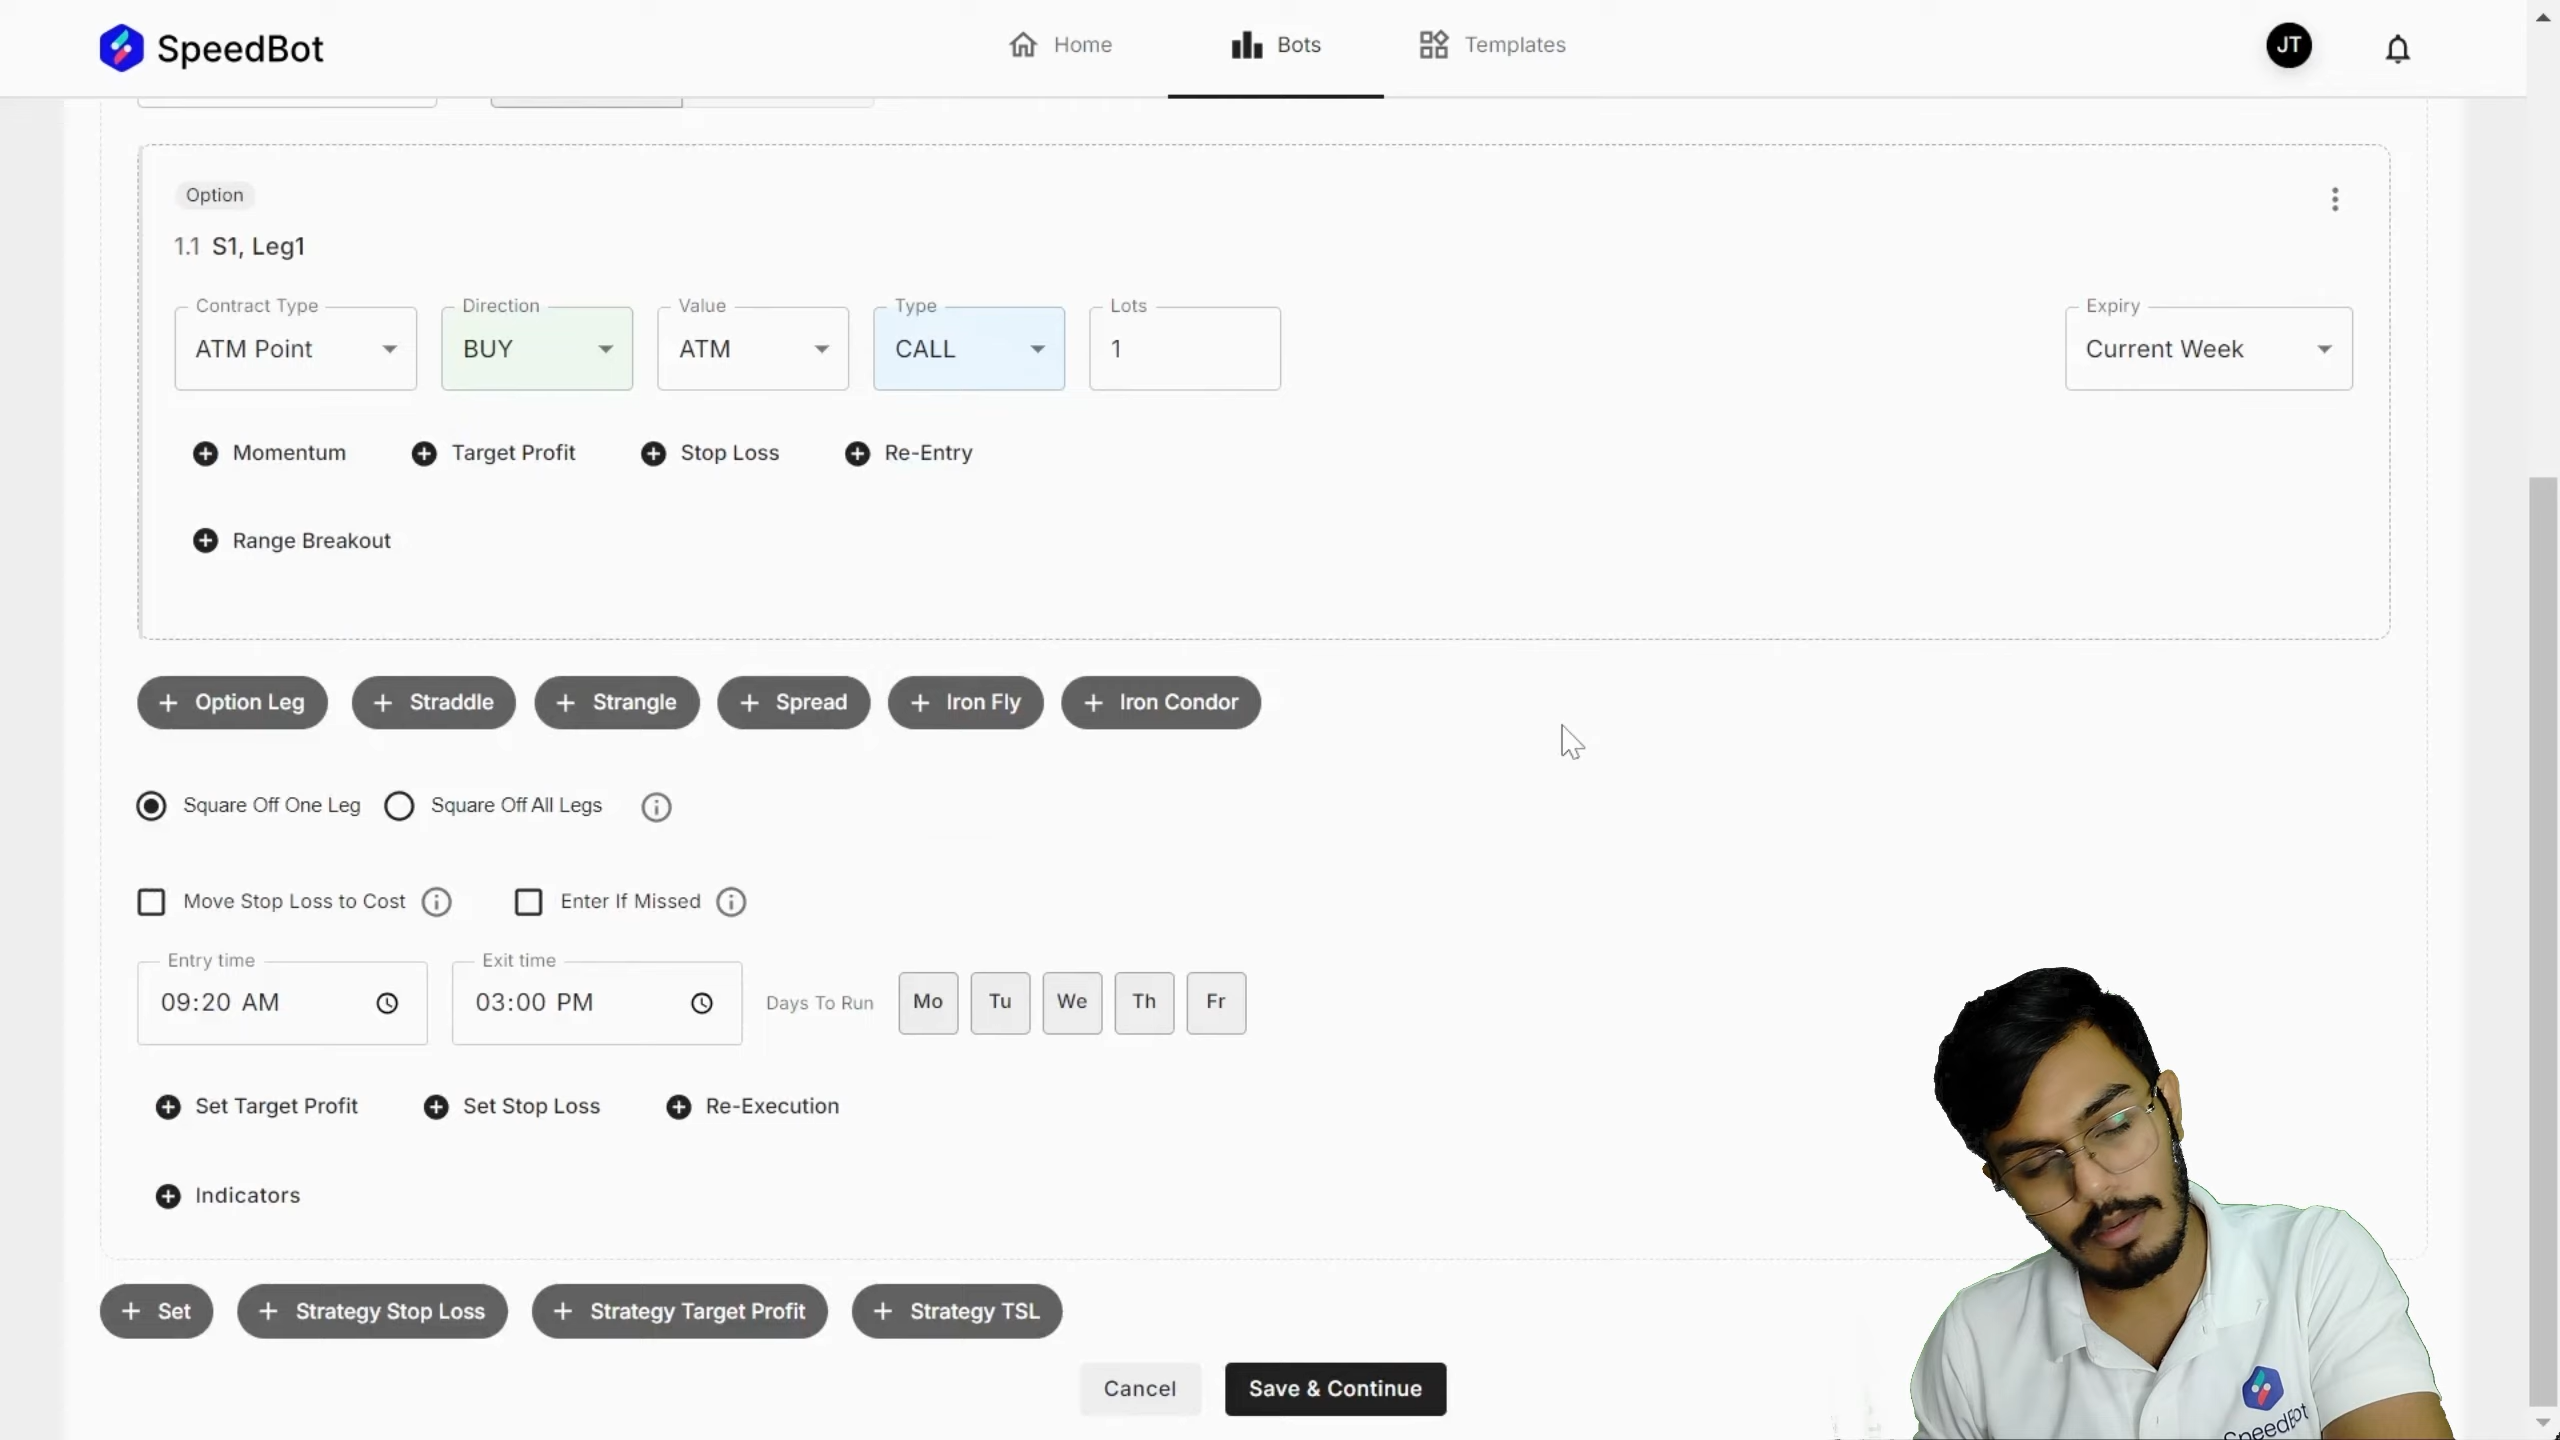 SpeedBot
Home
Bots
Templates
JT
Option
1.1 S1, Leg1
Contract Type
Direction
Value
Type
Lots
Expiry
ATM Point
BUY
ATM
CALL
1
Current Week
Momentum
Target Profit
Stop Loss
Re-Entry
Range Breakout
+ Option Leg
+ Straddle
+ Strangle
+ Spread
+ Iron Fly
+ Iron Condor
Square Off One Leg
Square Off All Legs
Move Stop Loss to Cost
Enter If Missed
Entry time
Exit time
09:20 AM
03:00 PM
Days To Run
Mo
Tu
We
Th
Fr
Set Target Profit
Set Stop Loss
Re-Execution
Indicators
+ Set
+ Strategy Stop Loss
+ Strategy Target Profit
+ Strategy TSL
Cancel
Save & Continue
SpeedBot